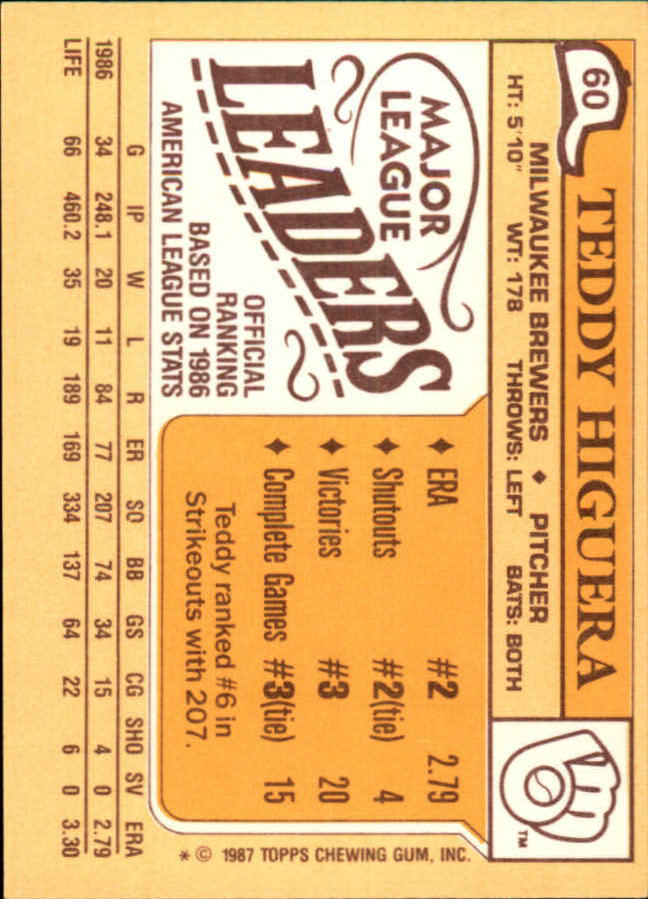 60
TEDDY HIGUERA
MILWAUKEE BREWERS ♦ PITCHER
HT: 5'10" WT: 178 THROWS: LEFT BATS: BOTH
TM
MAJOR
LEAGUE
LEADERS
OFFICIAL
RANKING
BASED ON 1986
AMERICAN LEAGUE STATS
♦ ERA #2 2.79
♦ Shutouts #2(tie) 4
♦ Victories #3 20
♦ Complete Games #3(tie) 15
Teddy ranked #6 in
Strikeouts with 207.
G IP W L R ER SO BB GS CG SHO SV ERA
1986 34 248.1 20 11 84 77 207 74 34 15 4 0 2.79
LIFE 66 460.2 35 19 189 169 334 137 64 22 6 0 3.30
* © 1987 TOPPS CHEWING GUM, INC.